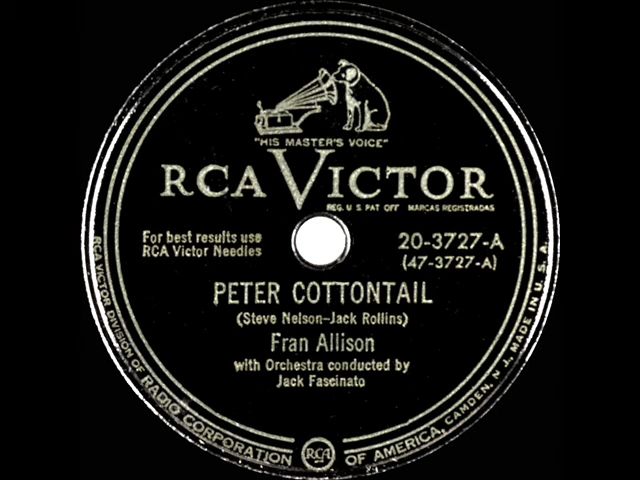 "HIS MASTER'S VOICE"
RCA VICTOR
REG. U.S. PAT OFF MARCAS REGISTRADAS
For best results use
RCA Victor Needles
20-3727-A
(47-3727-A)
PETER COTTONTAIL
(Steve Nelson-Jack Rollins)
Fran Allison
with Orchestra conducted by
Jack Fascinato
RCA VICTOR DIVISION OF RADIO CORPORATION OF AMERICA, CAMDEN, N. J. MADE IN U.S.A.
RCA